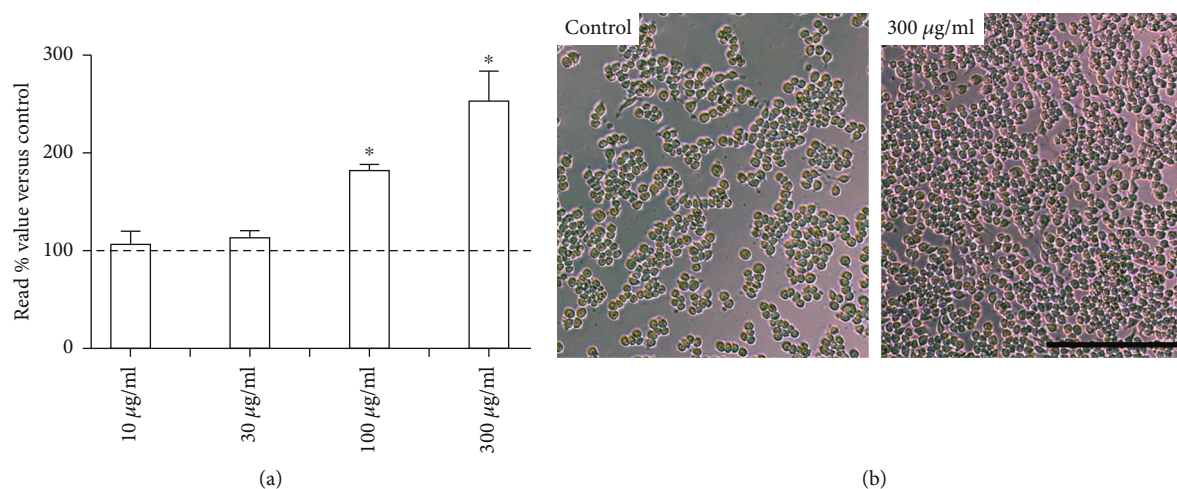 Read % value versus control
300
200
100
0
*
*
10 μg/ml
30 μg/ml
100 μg/ml
300 μg/ml
(a)
Control
300 μg/ml
(b)